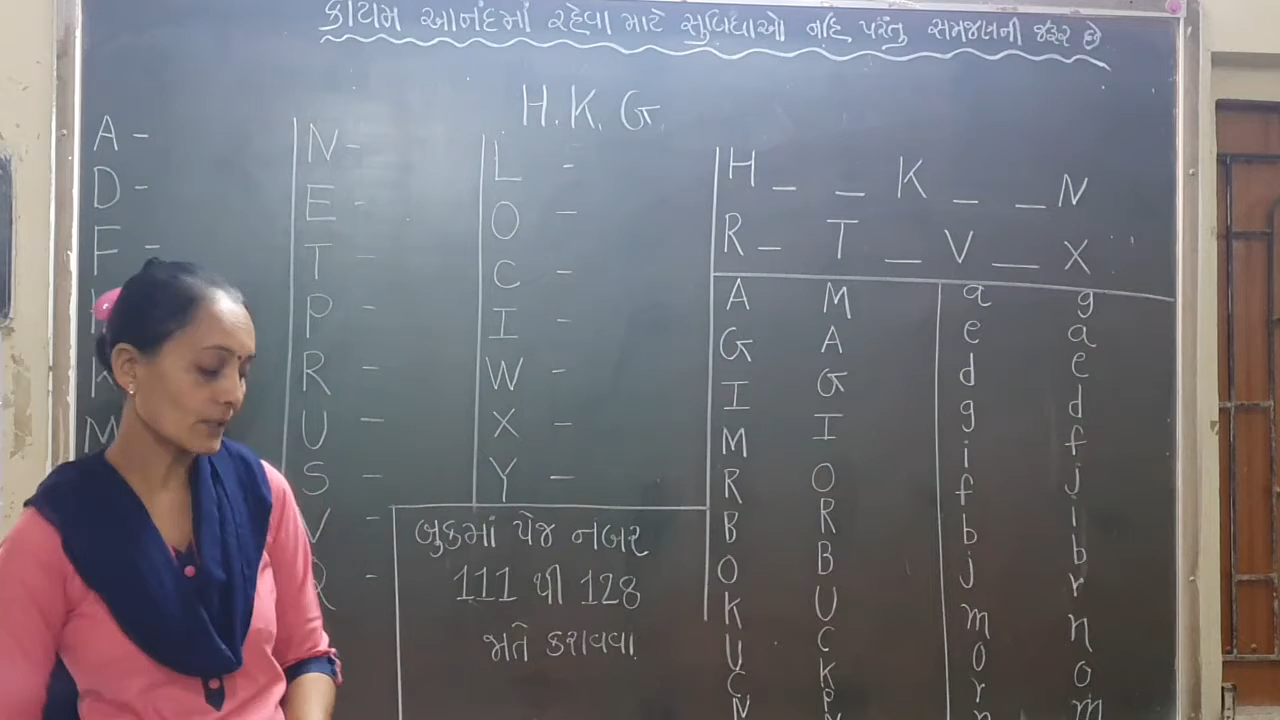 કાયમ આનંદમાં રહેવા માટે સુવિધાઓ નહિ પરંતુ સમજણની જરૂર છે
H. K. G.
A -
D -
F -
K
M
N -
E -
T -
P -
R -
U -
S -
V -
Q -
L -
O -
C -
I -
W -
X -
Y -
બુકમાં પેજ નંબર
111 થી 128
જાતે કરાવવા
H _ _ K _ _ N
R _ T _ V _ X
A M
G A
I G
M I
R O
B R
O B
K U
U C
C K
N P
N
a g
e a
d e
g d
i f
f j
b i
j b
m r
o n
r o
m